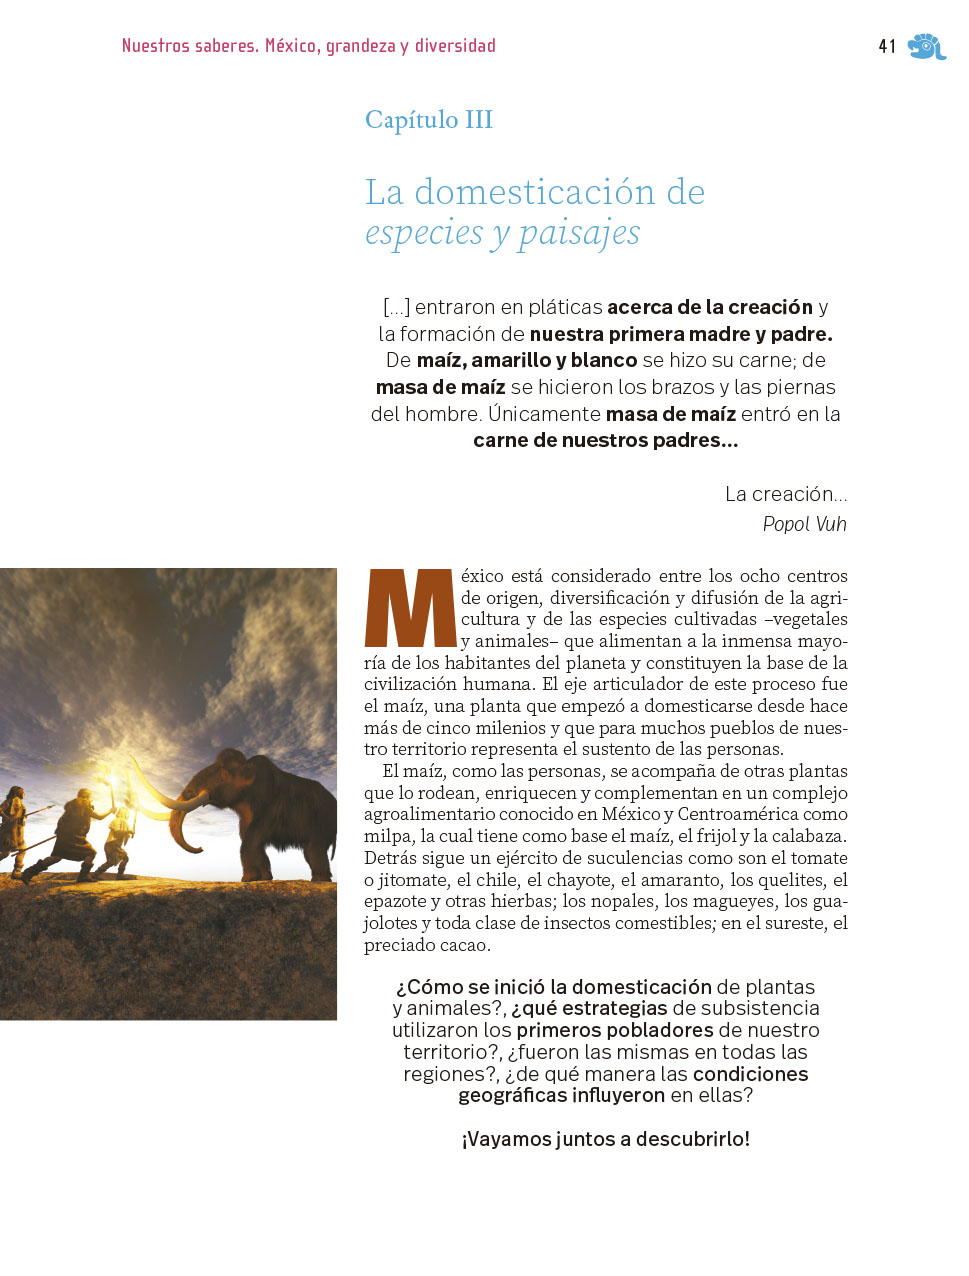 Nuestros saberes. México, grandeza y diversidad
41
Capítulo III
La domesticación de
especies y paisajes
[...] entraron en pláticas acerca de la creación y
la formación de nuestra primera madre y padre.
De maíz, amarillo y blanco se hizo su carne; de
masa de maíz se hicieron los brazos y las piernas
del hombre. Únicamente masa de maíz entró en la
carne de nuestros padres...
La creación...
Popol Vuh
México está considerado entre los ocho centros
de origen, diversificación y difusión de la agri-
cultura y de las especies cultivadas –vegetales
y animales– que alimentan a la inmensa mayo-
ría de los habitantes del planeta y constituyen la base de la
civilización humana. El eje articulador de este proceso fue
el maíz, una planta que empezó a domesticarse desde hace
más de cinco milenios y que para muchos pueblos de nues-
tro territorio representa el sustento de las personas.
El maíz, como las personas, se acompaña de otras plantas
que lo rodean, enriquecen y complementan en un complejo
agroalimentario conocido en México y Centroamérica como
milpa, la cual tiene como base el maíz, el frijol y la calabaza.
Detrás sigue un ejército de suculencias como son el tomate
o jitomate, el chile, el chayote, el amaranto, los quelites, el
epazote y otras hierbas; los nopales, los magueyes, los gua-
jolotes y toda clase de insectos comestibles; en el sureste, el
preciado cacao.
¿Cómo se inició la domesticación de plantas
y animales?, ¿qué estrategias de subsistencia
utilizaron los primeros pobladores de nuestro
territorio?, ¿fueron las mismas en todas las
regiones?, ¿de qué manera las condiciones
geográficas influyeron en ellas?
¡Vayamos juntos a descubrirlo!